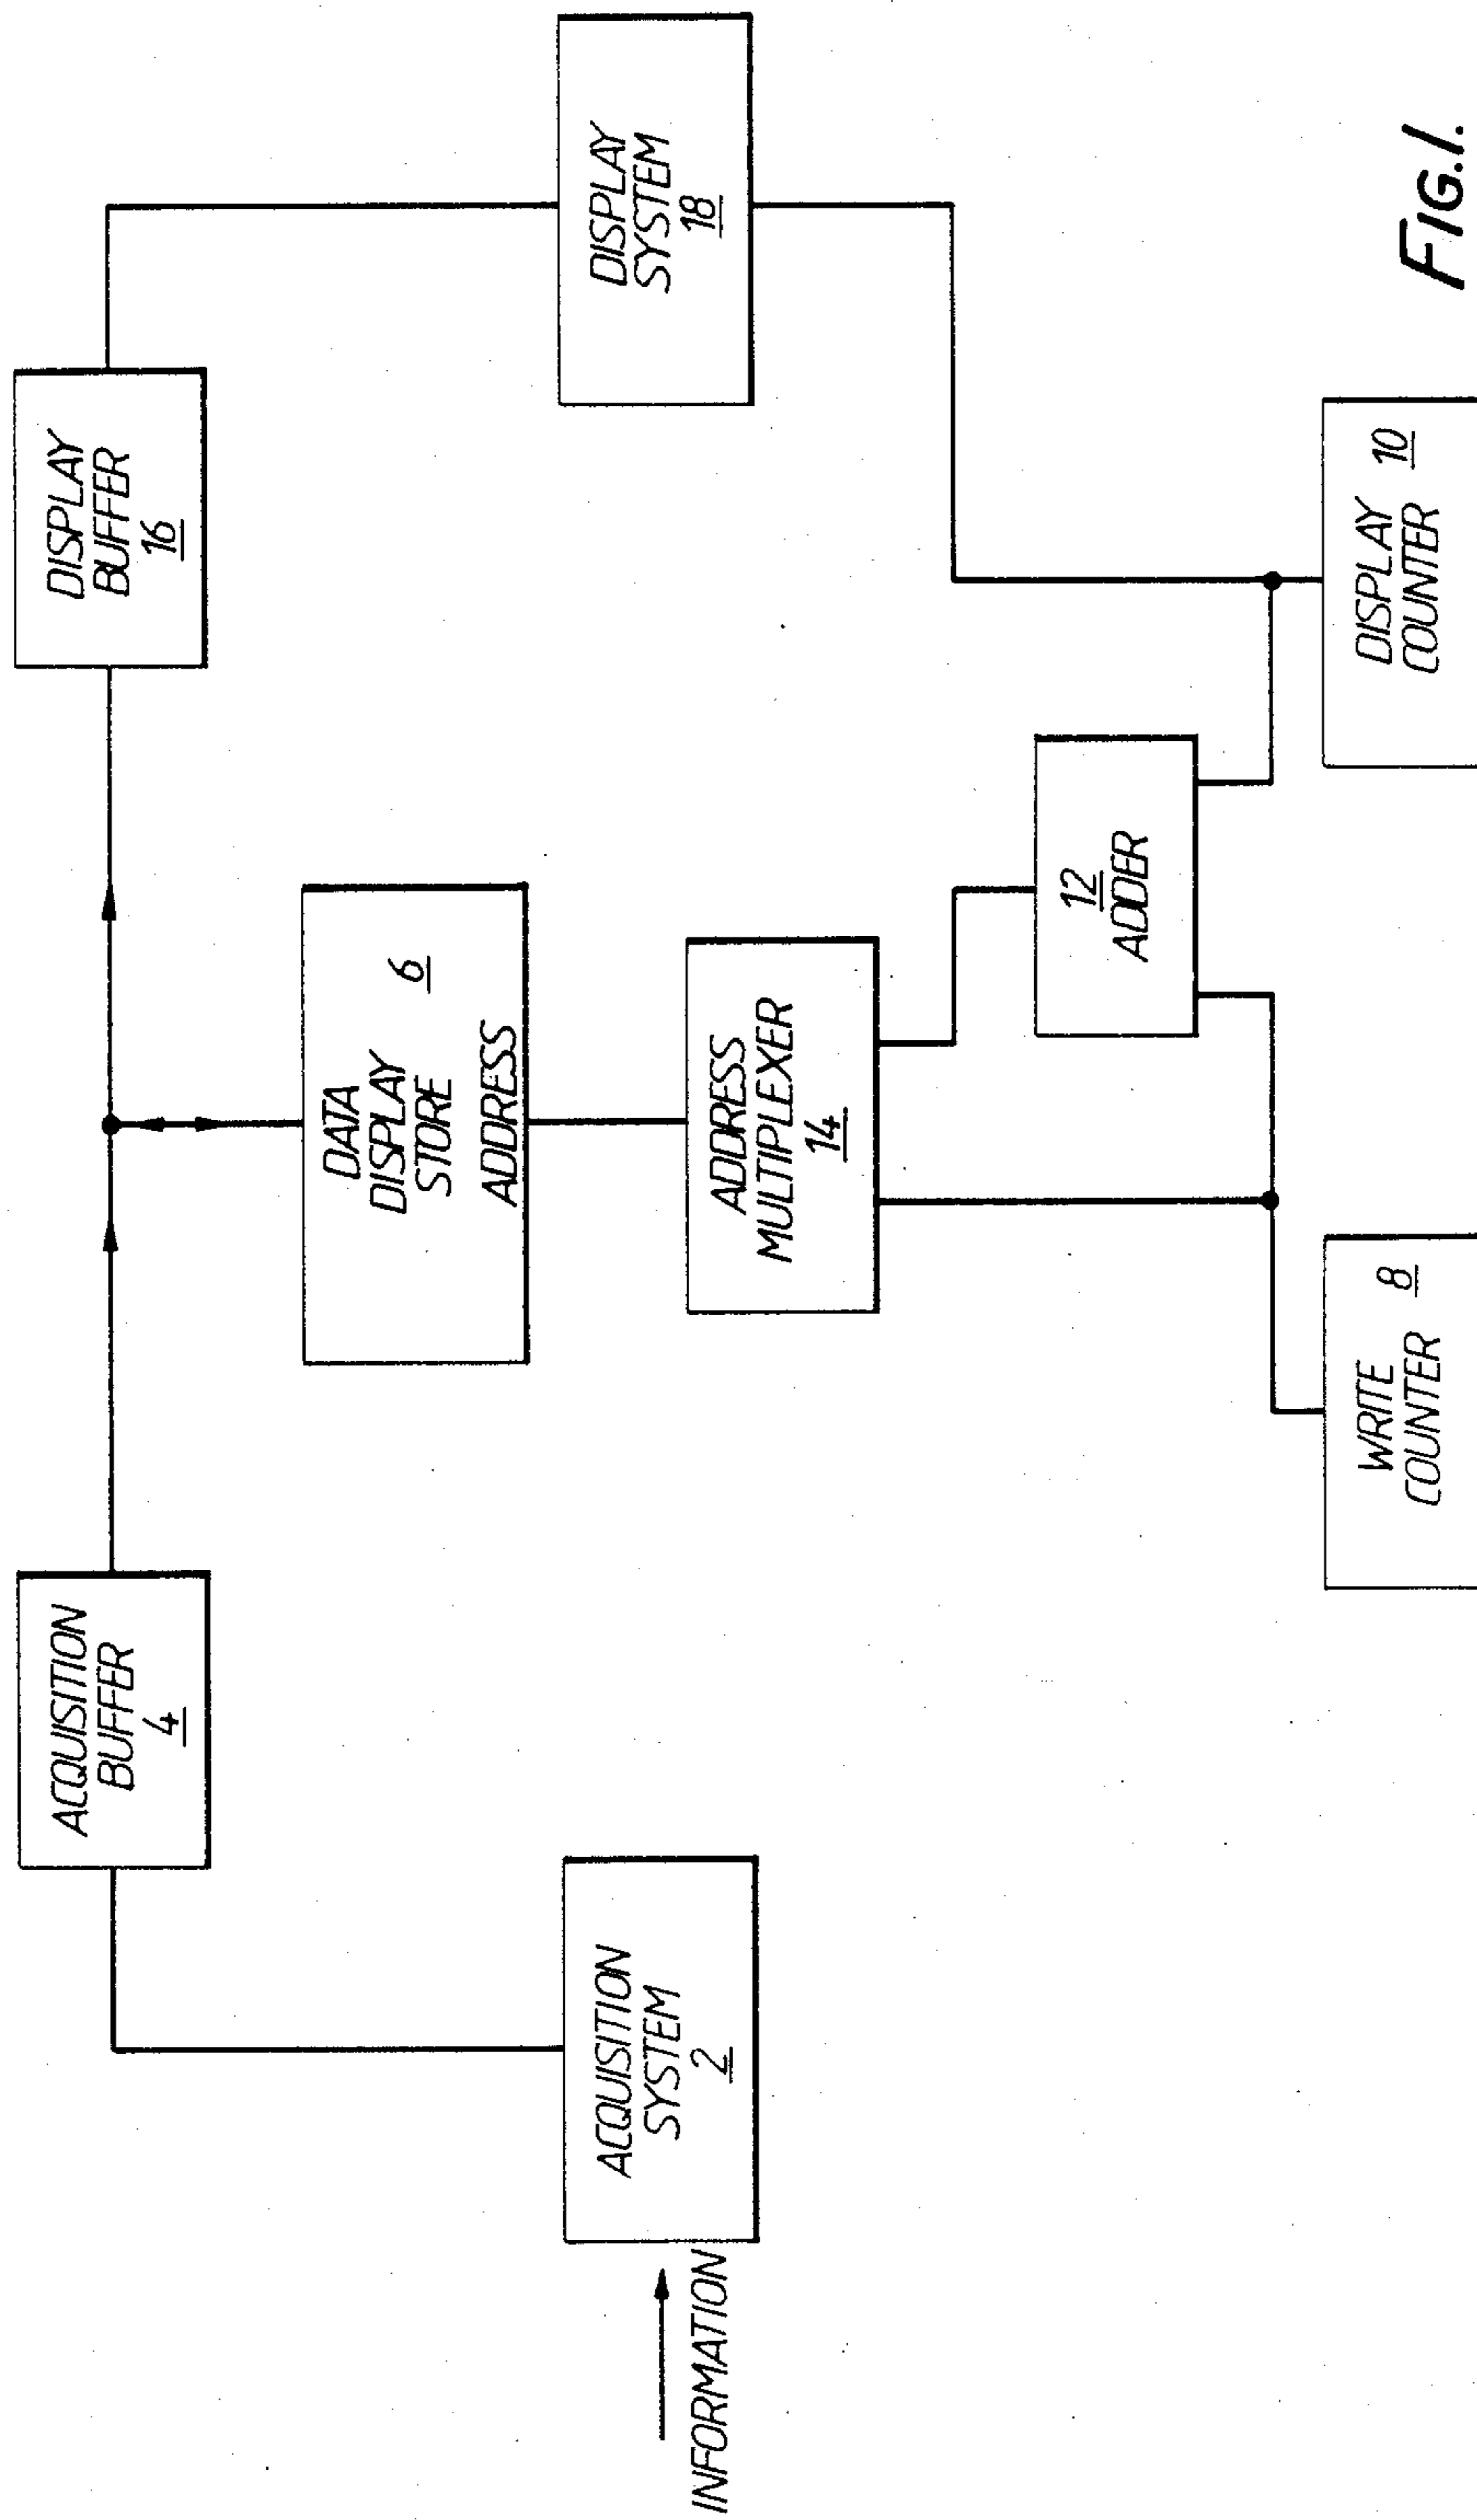 ACQUISITION
BUFFER
4
DISPLAY
BUFFER
16
DATA
DISPLAY 6
STORE
ADDRESS
INFORMATION
ACQUISITION
SYSTEM
2
DISPLAY
SYSTEM
18
ADDRESS
MULTIPLEXER
14
12
ADDER
WRITE 8
COUNTER
DISPLAY 10
COUNTER
FIG.1.